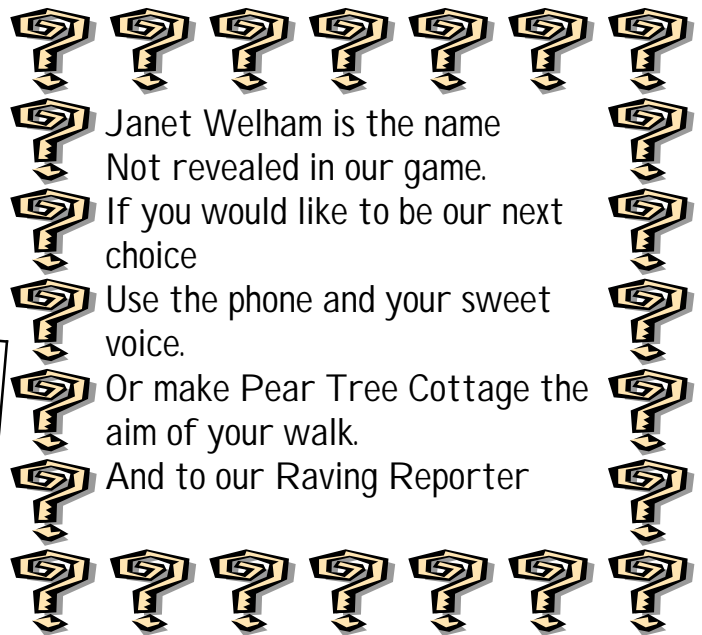 Janet Welham is the name
Not revealed in our game.
If you would like to be our next
choice
Use the phone and your sweet
voice.
Or make Pear Tree Cottage the
aim of your walk.
And to our Raving Reporter